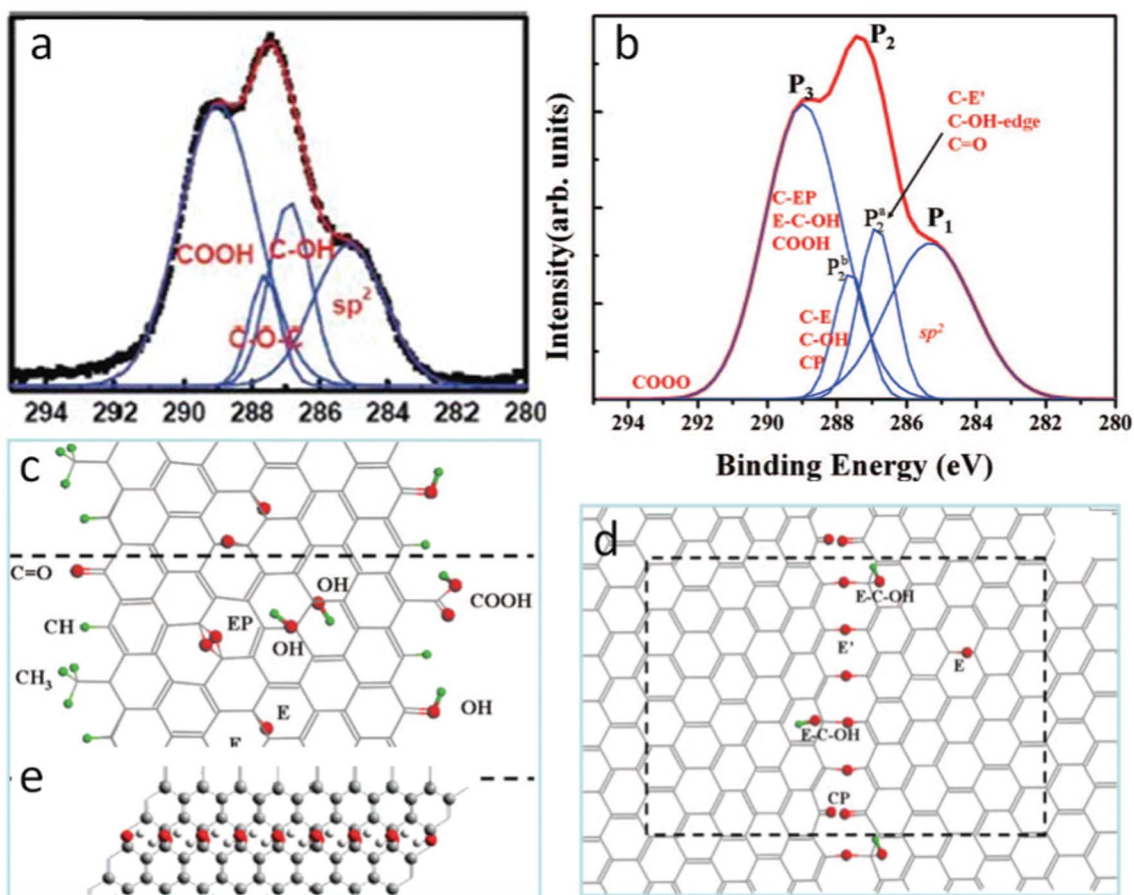 a
COOH
C-OH
C-O-C
sp2
294 292 290 288 286 284 282 280
b
Intensity(arb. units)
P3
P2
C-E'
C-OH-edge
C=O
C-EP
E-C-OH
COOH
P2a
P1
P2b
C-E
C-OH
CP
sp2
COOO
294 292 290 288 286 284 282 280
Binding Energy (eV)
c
C=O
OH
COOH
EP
CH
OH
CH3
E
OH
d
E-C-OH
E'
E
E-C-OH
CP
e